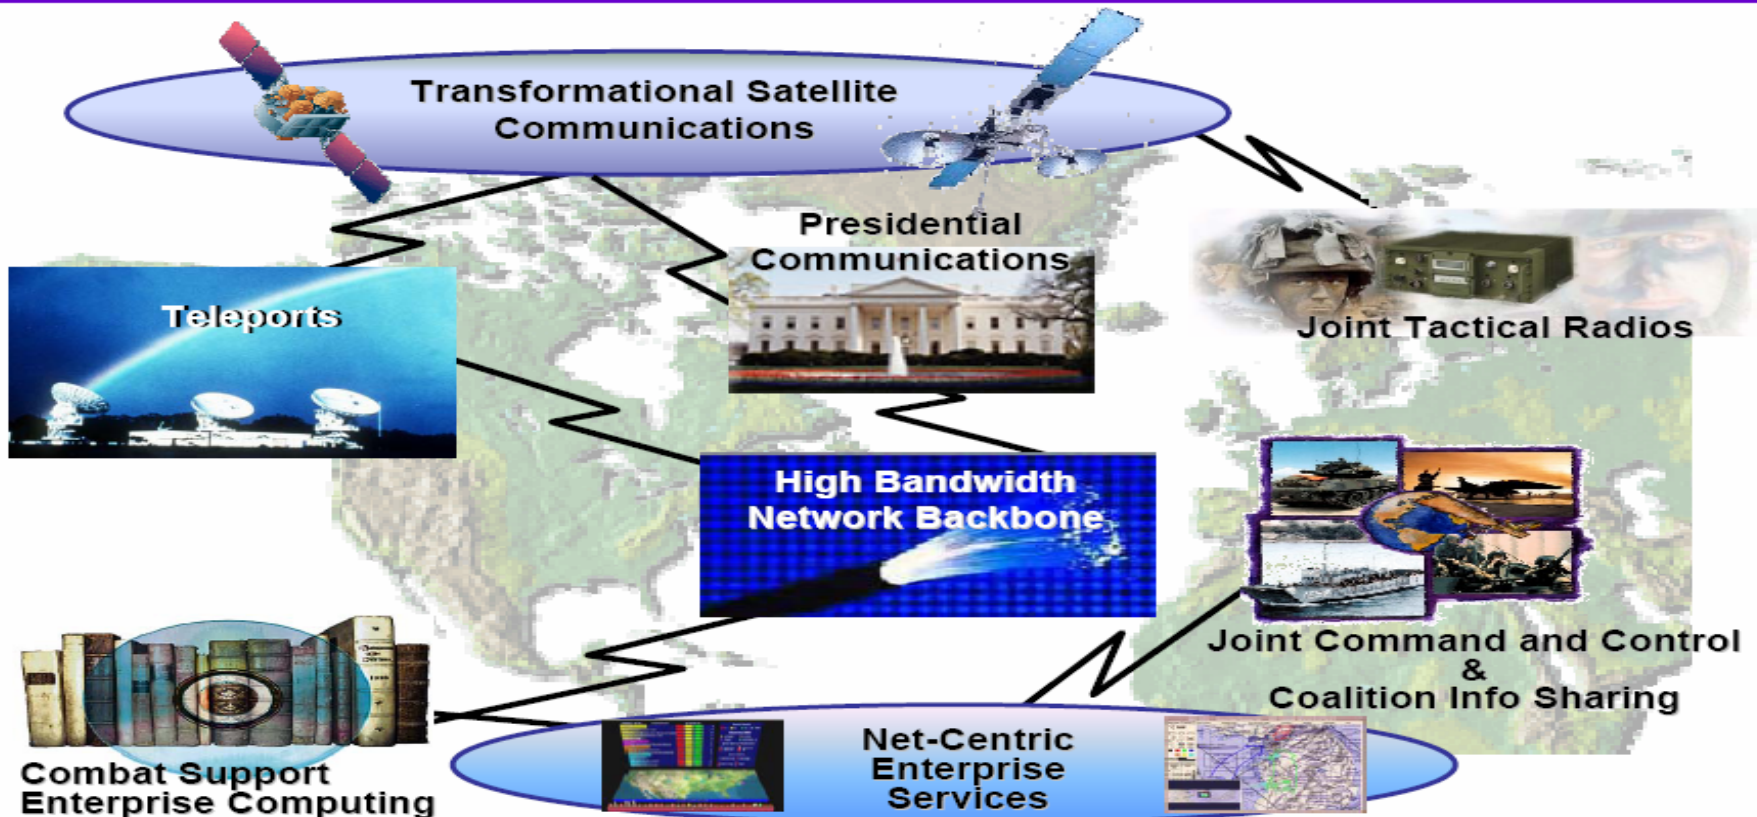 Transformational Satellite
Communications
Presidential
Communications
Teleports
Joint Tactical Radios
High Bandwidth
Network Backbone
Joint Command and Control
&
Coalition Info Sharing
Combat Support
Enterprise Computing
Net-Centric
Enterprise
Services